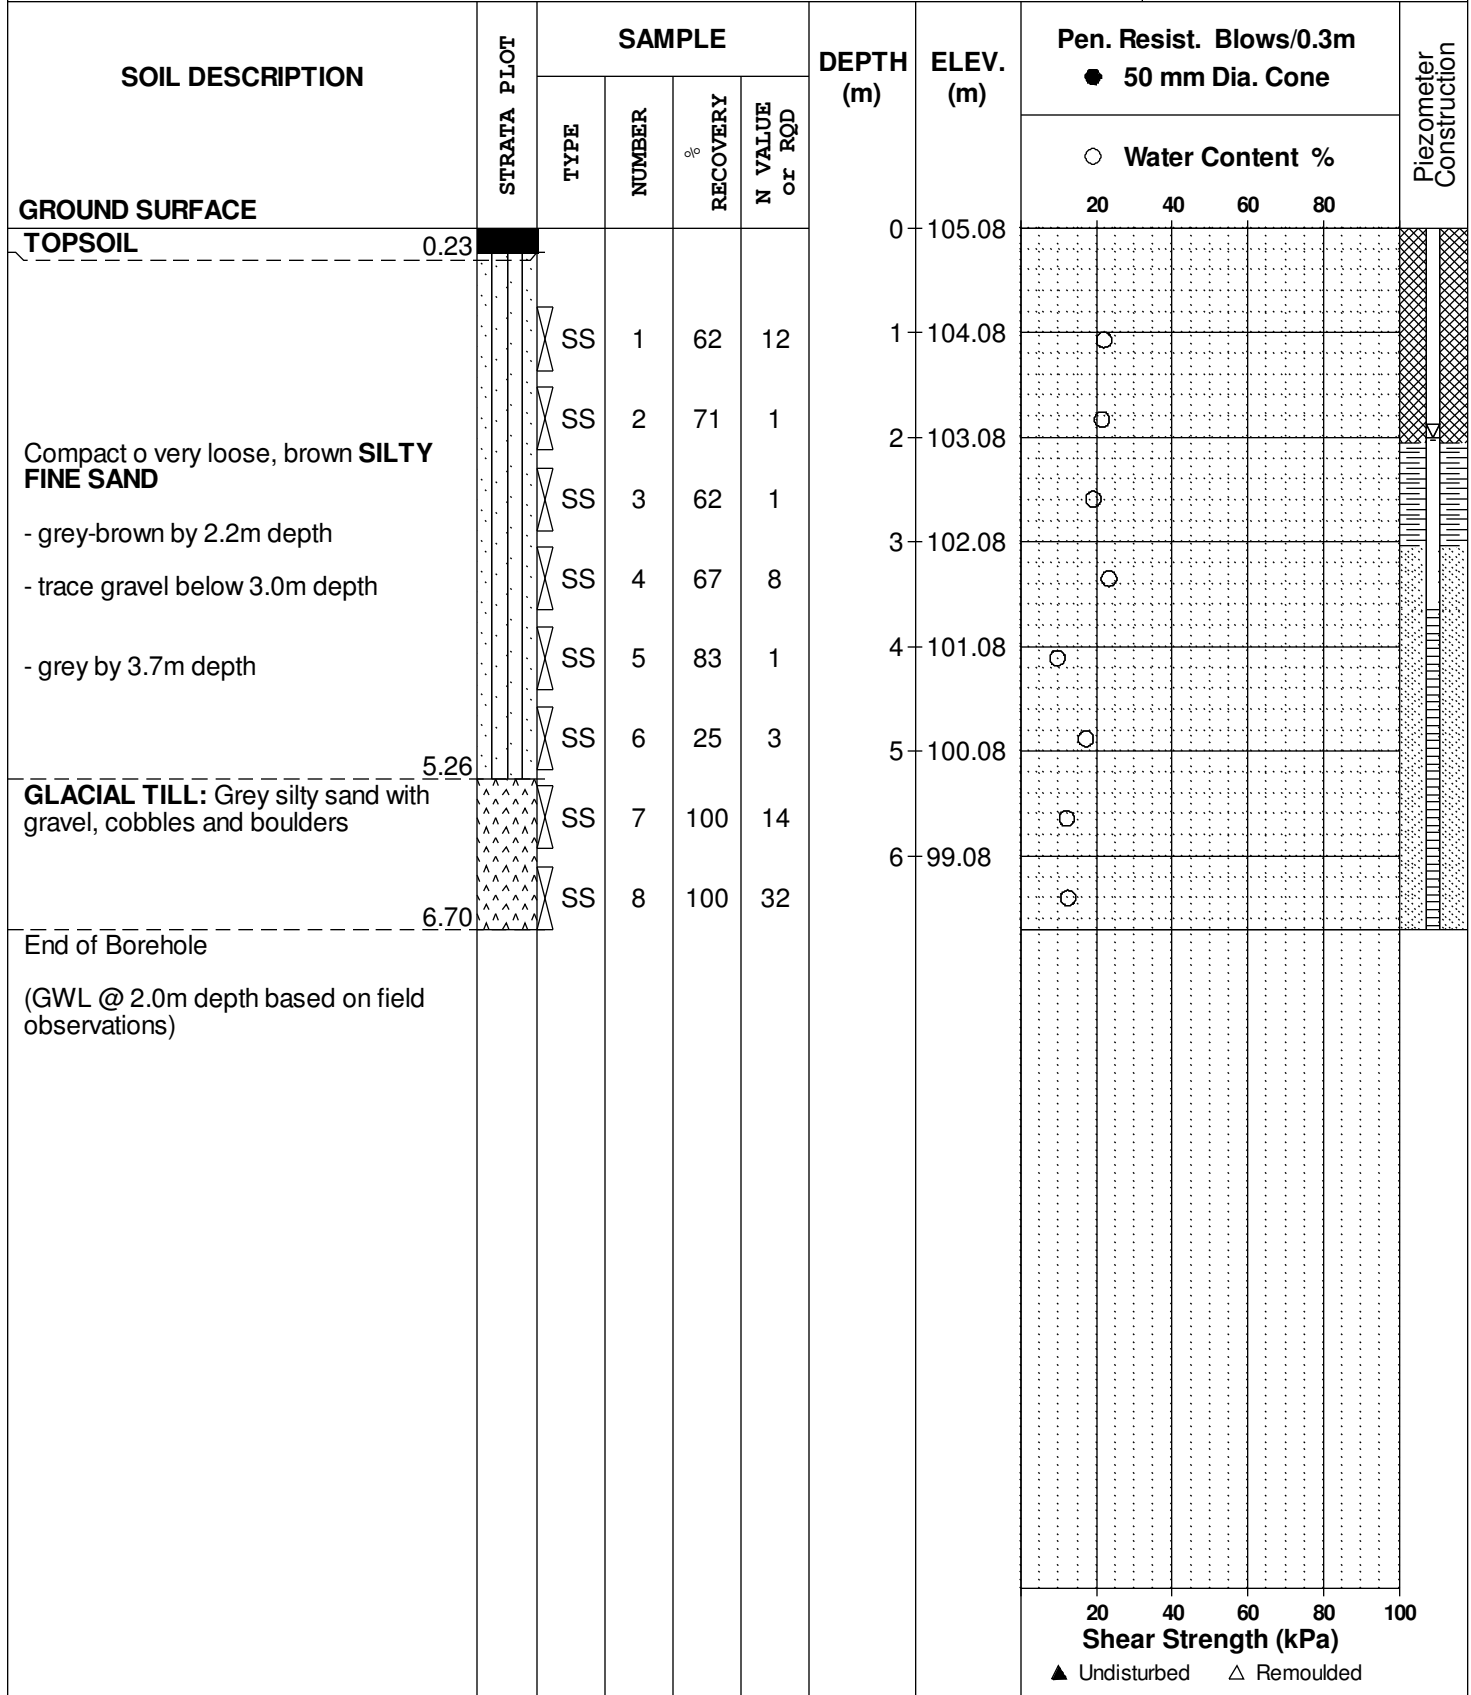 SOIL DESCRIPTION
GROUND SURFACE
STRATA PLOT
SAMPLE
TYPE
NUMBER
% RECOVERY
N VALUE or RQD
DEPTH (m)
ELEV. (m)
Pen. Resist. Blows/0.3m
● 50 mm Dia. Cone
○ Water Content %
20 40 60 80
Piezometer Construction
TOPSOIL 0.23
0 105.08
SS 1 62 12
1 104.08
SS 2 71 1
2 103.08
Compact o very loose, brown SILTY
FINE SAND
SS 3 62 1
- grey-brown by 2.2m depth
3 102.08
- trace gravel below 3.0m depth
SS 4 67 8
4 101.08
- grey by 3.7m depth
SS 5 83 1
SS 6 25 3
5 100.08
5.26
GLACIAL TILL: Grey silty sand with
gravel, cobbles and boulders
SS 7 100 14
6 99.08
SS 8 100 32
6.70
End of Borehole
(GWL @ 2.0m depth based on field
observations)
20 40 60 80 100
Shear Strength (kPa)
▲ Undisturbed △ Remoulded